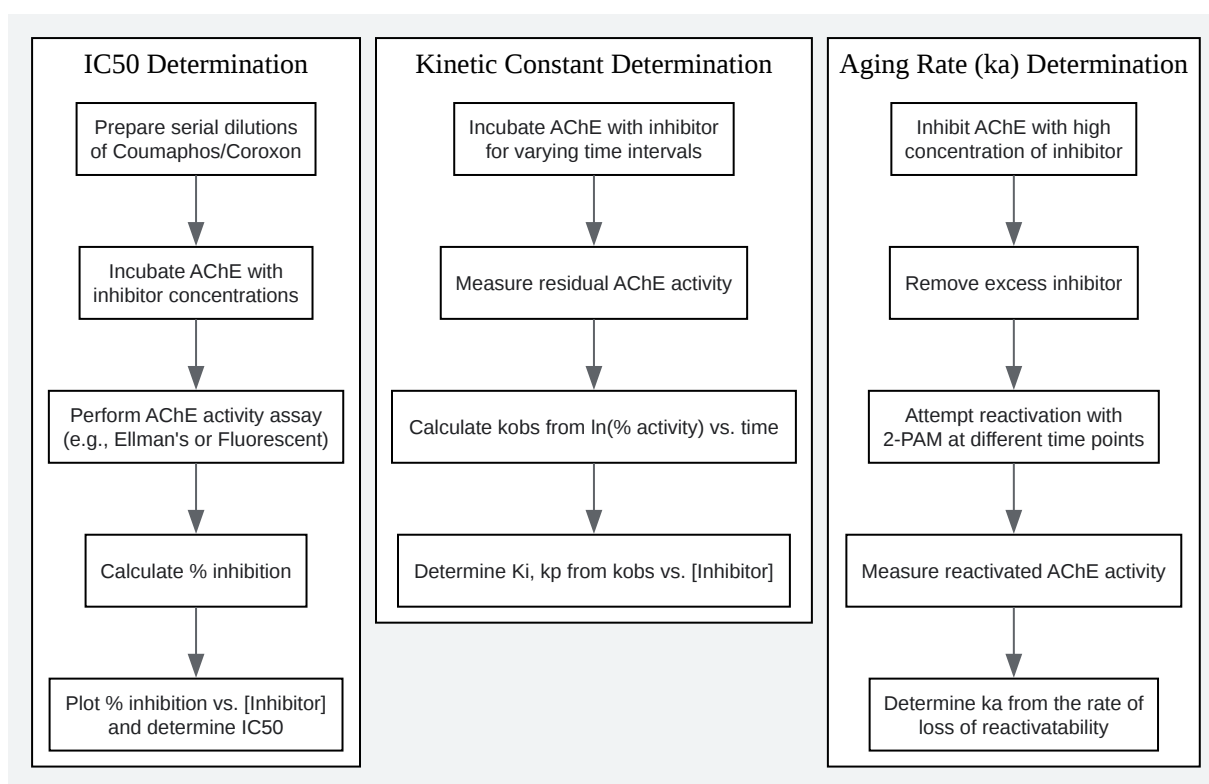 IC50 Determination
Prepare serial dilutions
of Coumaphos/Coroxon
Incubate AChE with
inhibitor concentrations
Perform AChE activity assay
(e.g., Ellman's or Fluorescent)
Calculate % inhibition
Plot % inhibition vs. [Inhibitor]
and determine IC50
Kinetic Constant Determination
Incubate AChE with inhibitor
for varying time intervals
Measure residual AChE activity
Calculate kobs from ln(% activity) vs. time
Determine Ki, kp from kobs vs. [Inhibitor]
Aging Rate (ka) Determination
Inhibit AChE with high
concentration of inhibitor
Remove excess inhibitor
Attempt reactivation with
2-PAM at different time points
Measure reactivated AChE activity
Determine ka from the rate of
loss of reactivatability